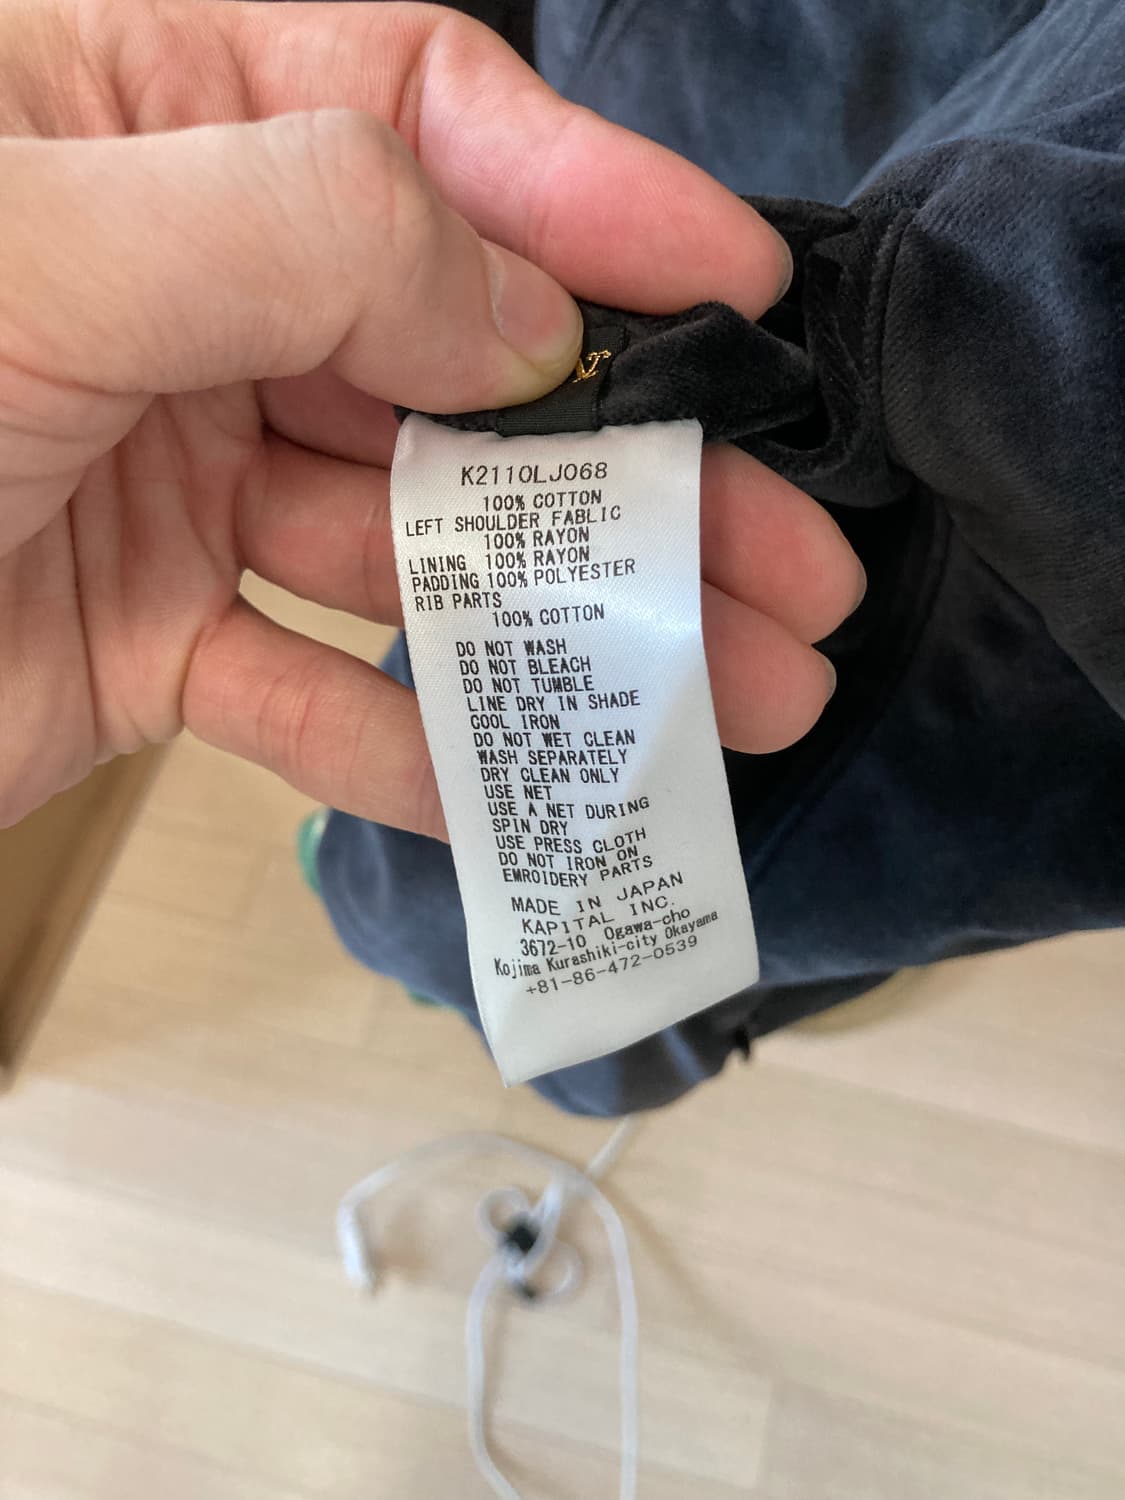 K2110LJ068
100% COTTON
LEFT SHOULDER FABLIC
100% RAYON
LINING 100% RAYON
PADDING 100% POLYESTER
RIB PARTS
100% COTTON
DO NOT WASH
DO NOT BLEACH
DO NOT TUMBLE
LINE DRY IN SHADE
COOL IRON
DO NOT WET CLEAN
WASH SEPARATELY
DRY CLEAN ONLY
USE NET
USE A NET DURING
SPIN DRY
USE PRESS CLOTH
DO NOT IRON ON
EMROIDERY PARTS
MADE IN JAPAN
KAPITAL INC.
3672-10 Ogawa-cho
Kojima Kurashiki-city Okayama
+81-86-472-0539